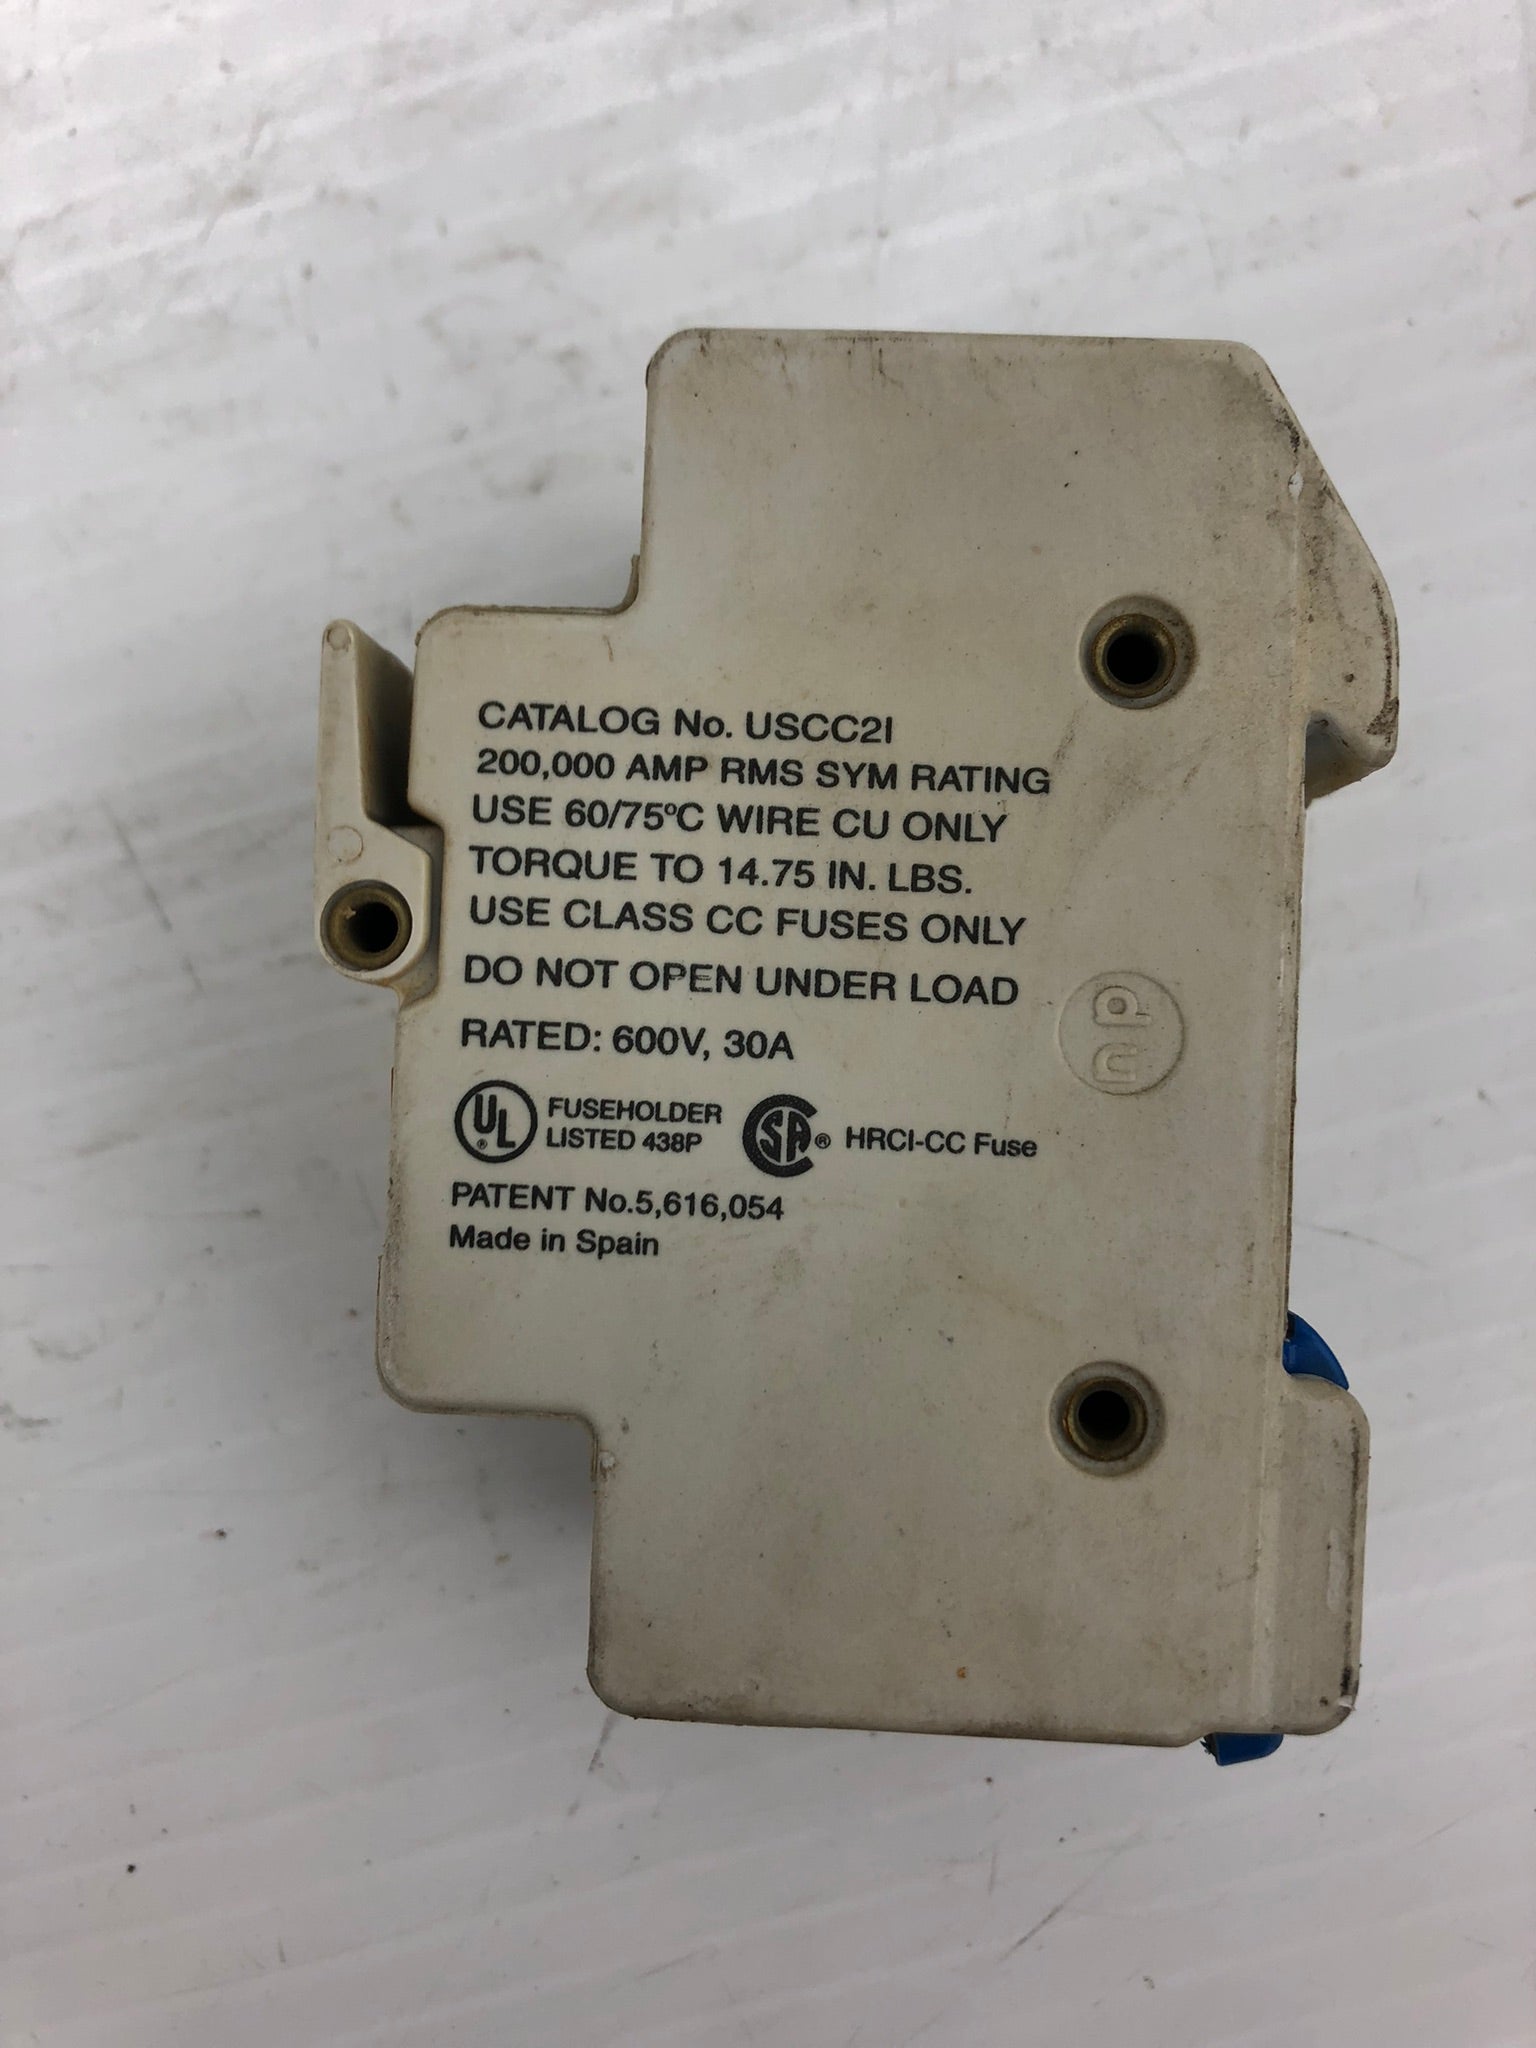 CATALOG No. USCC2I
200,000 AMP RMS SYM RATING
USE 60/75°C WIRE CU ONLY
TORQUE TO 14.75 IN. LBS.
USE CLASS CC FUSES ONLY
DO NOT OPEN UNDER LOAD
RATED: 600V, 30A
UL ® FUSEHOLDER
LISTED 438P
SA ® HRCI-CC Fuse
PATENT No.5,616,054
Made in Spain